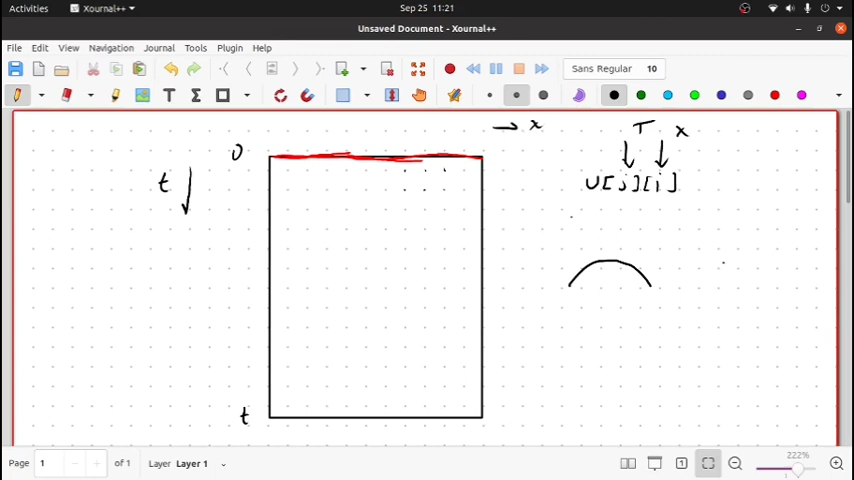 Activities
Xournal++
Sep 25 11:21
Unsaved Document - Xournal++
File Edit View Navigation Journal Tools Plugin Help
Sans Regular 10
→ x
T x
0
t
U[j][i]
t
Page 1 of 1 Layer Layer 1
222%